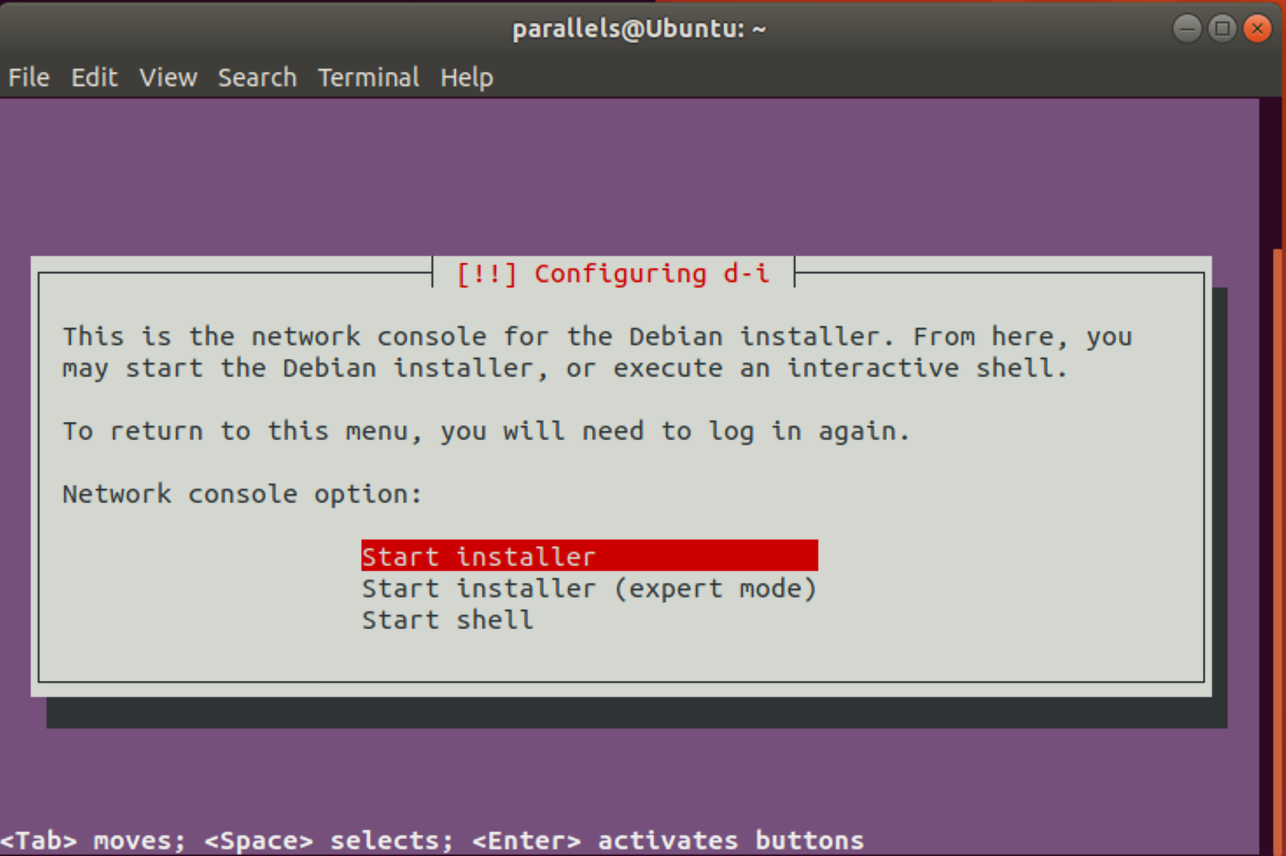 parallels@Ubuntu: ~
File Edit View Search Terminal Help
[!!] Configuring d-i
This is the network console for the Debian installer. From here, you
may start the Debian installer, or execute an interactive shell.
To return to this menu, you will need to log in again.
Network console option:
Start installer
Start installer (expert mode)
Start shell
<Tab> moves; <Space> selects; <Enter> activates buttons